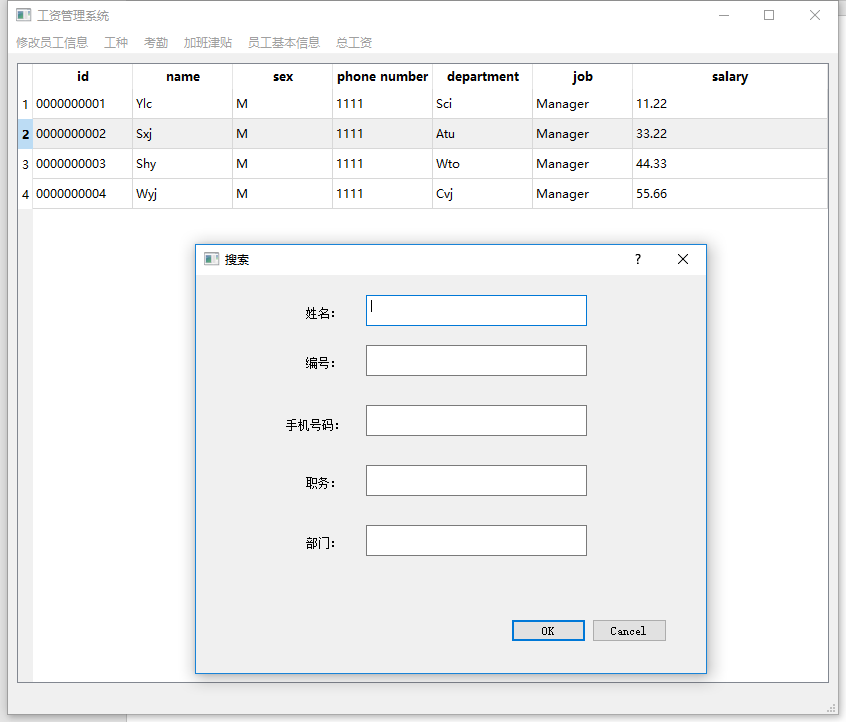 工资管理系统
修改员工信息 工种 考勤 加班津贴 员工基本信息 总工资
id name sex phone number department job salary
1 0000000001 Ylc M 1111 Sci Manager 11.22
2 0000000002 Sxj M 1111 Atu Manager 33.22
3 0000000003 Shy M 1111 Wto Manager 44.33
4 0000000004 Wyj M 1111 Cvj Manager 55.66
搜索 ?
姓名：
编号：
手机号码：
职务：
部门：
OK Cancel